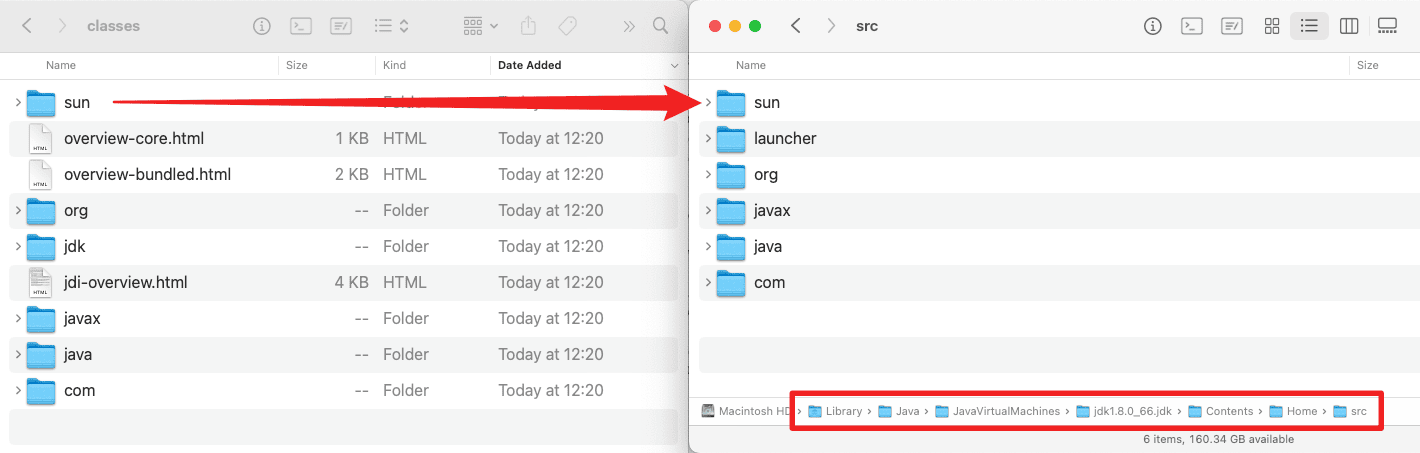 classes
Name Size Kind Date Added
sun
overview-core.html 1 KB HTML Today at 12:20
overview-bundled.html 2 KB HTML Today at 12:20
org -- Folder Today at 12:20
jdk -- Folder Today at 12:20
jdi-overview.html 4 KB HTML Today at 12:20
javax -- Folder Today at 12:20
java -- Folder Today at 12:20
com -- Folder Today at 12:20
src
Name Size
sun
launcher
org
javax
java
com
Macintosh HD › Library › Java › JavaVirtualMachines › jdk1.8.0_66.jdk › Contents › Home › src
6 items, 160.34 GB available